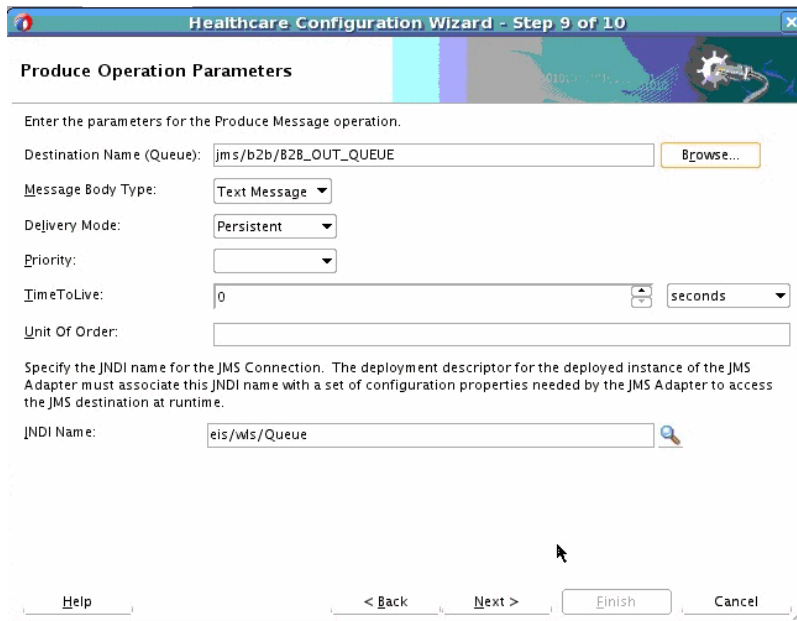 Healthcare Configuration Wizard - Step 9 of 10
Produce Operation Parameters
Enter the parameters for the Produce Message operation.
Destination Name (Queue): jms/b2b/B2B_OUT_QUEUE Browse...
Message Body Type: Text Message
Delivery Mode: Persistent
Priority:
TimeToLive: 0 seconds
Unit Of Order:
Specify the JNDI name for the JMS Connection. The deployment descriptor for the deployed instance of the JMS
Adapter must associate this JNDI name with a set of configuration properties needed by the JMS Adapter to access
the JMS destination at runtime.
JNDI Name: eis/wls/Queue
Help < Back Next > Finish Cancel